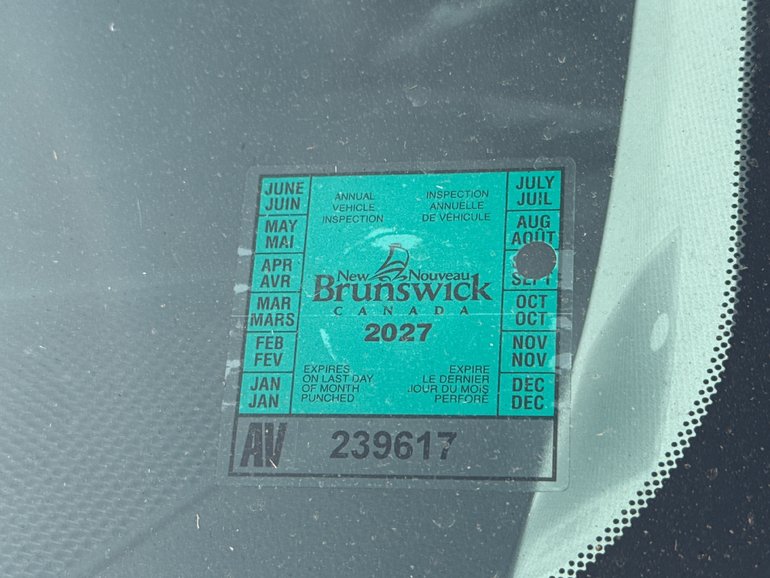 JUNE
JUIN
MAY
MAI
APR
AVR
MAR
MARS
FEB
FEV
JAN
JAN
ANNUAL
VEHICLE
INSPECTION
INSPECTION
ANNUELLE
DE VÉHICULE
New Nouveau
Brunswick
CANADA
2027
EXPIRES
ON LAST DAY
OF MONTH
PUNCHED
EXPIRE
LE DERNIER
JOUR DU MOIS
PERFORÉ
JULY
JUIL
AUG
AOÛT
SEPT
OCT
OCT
NOV
NOV
DEC
DEC
AV 239617